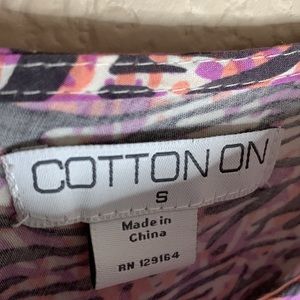 COTTON ON
S
Made in
China
RN 129164